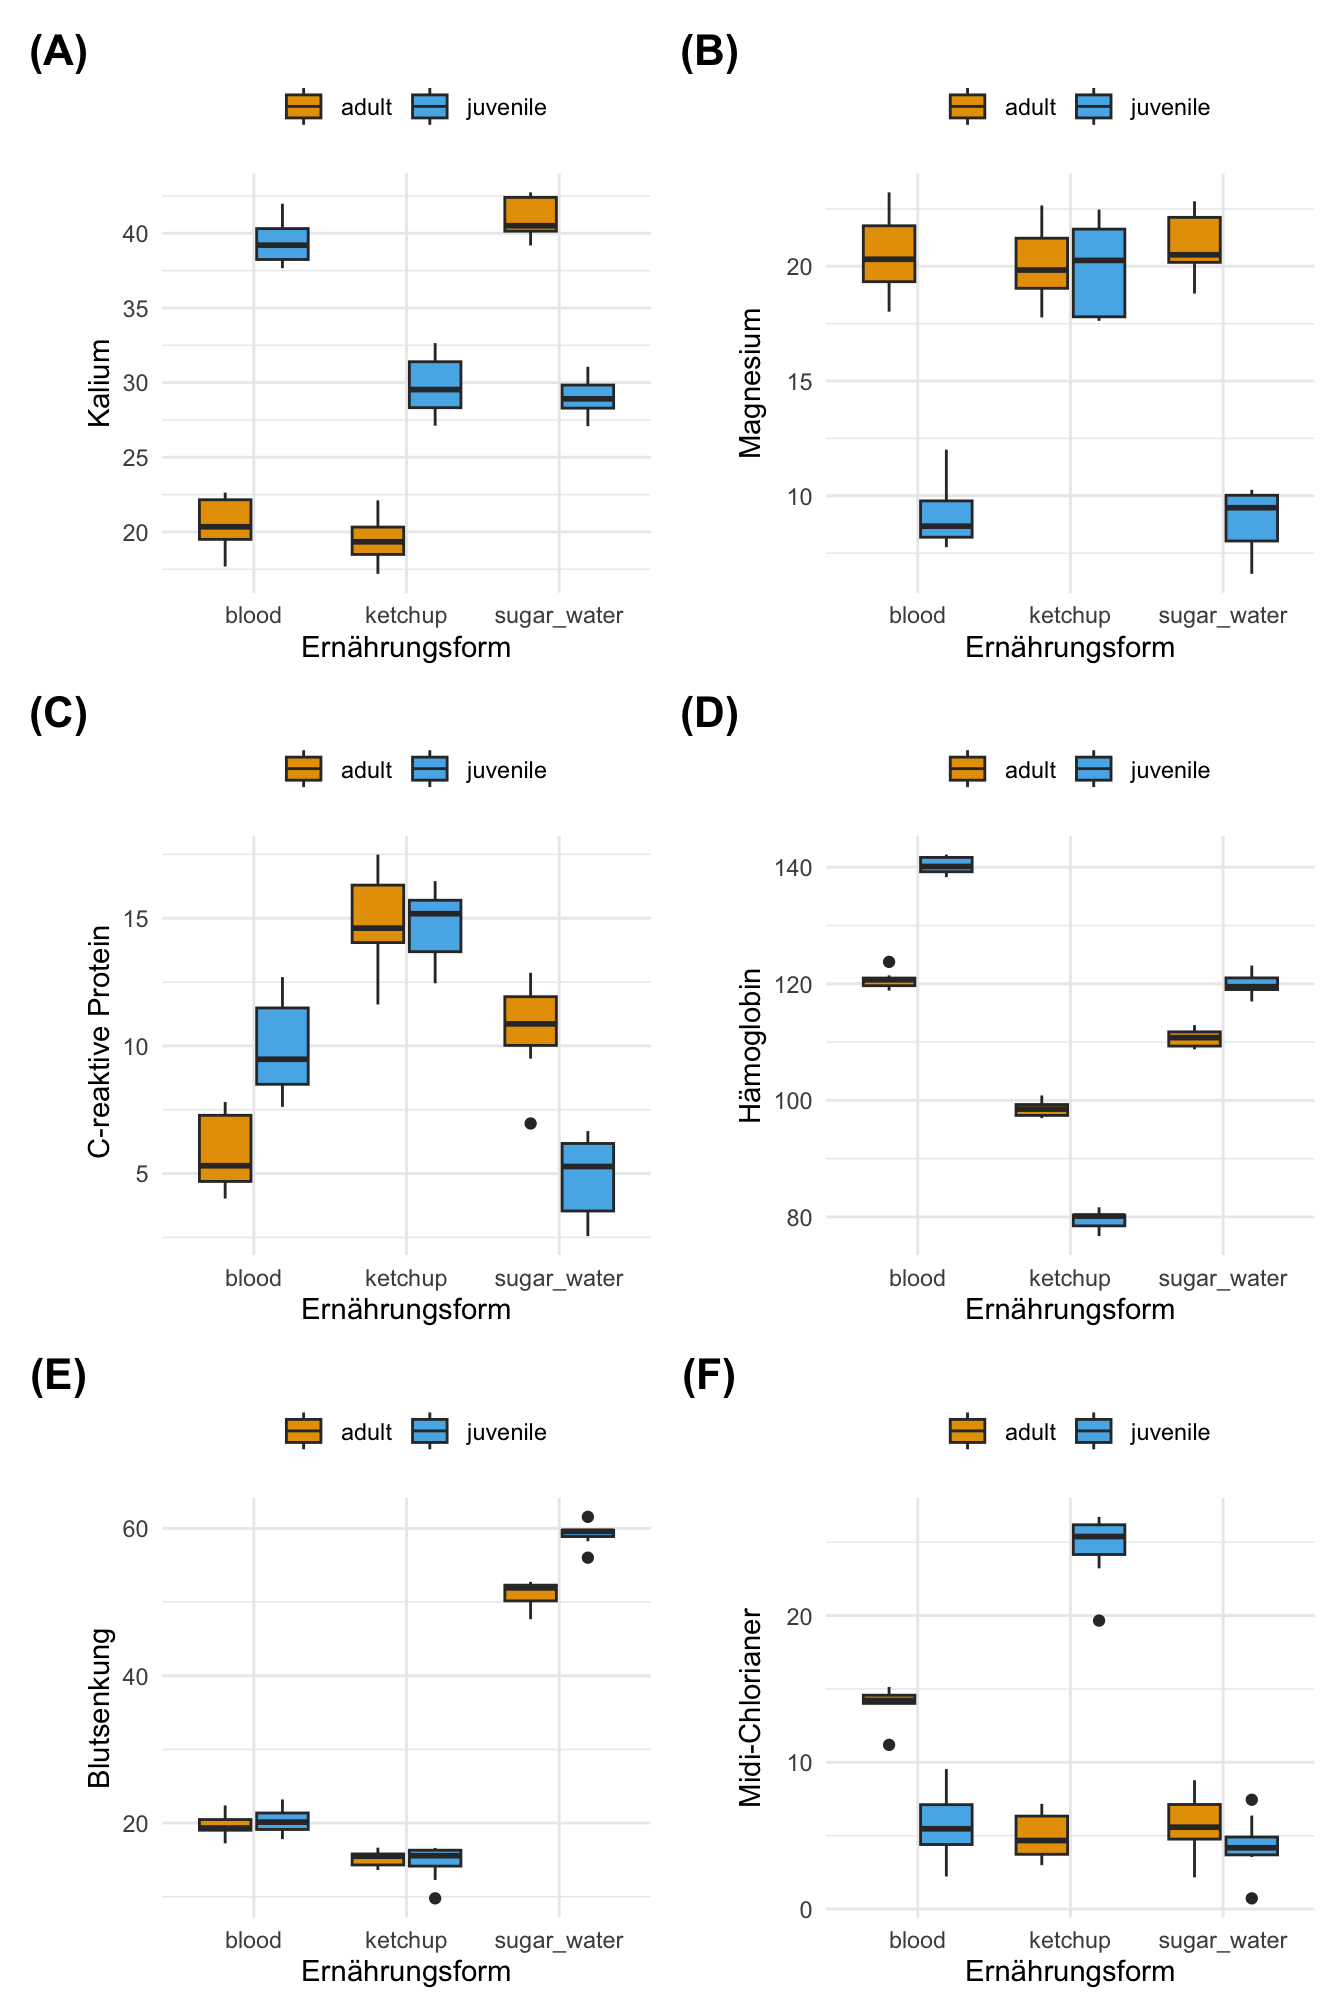 (A) (B)
adult juvenile adult juvenile
40
35
30
25
20
Kalium
blood ketchup sugar_water
Ernährungsform
20
15
10
Magnesium
blood ketchup sugar_water
Ernährungsform
(C) (D)
adult juvenile adult juvenile
15
10
5
C-reaktive Protein
blood ketchup sugar_water
Ernährungsform
140
120
100
80
Hämoglobin
blood ketchup sugar_water
Ernährungsform
(E) (F)
adult juvenile adult juvenile
60
40
20
Blutsenkung
blood ketchup sugar_water
Ernährungsform
20
10
0
Midi-Chlorianer
blood ketchup sugar_water
Ernährungsform